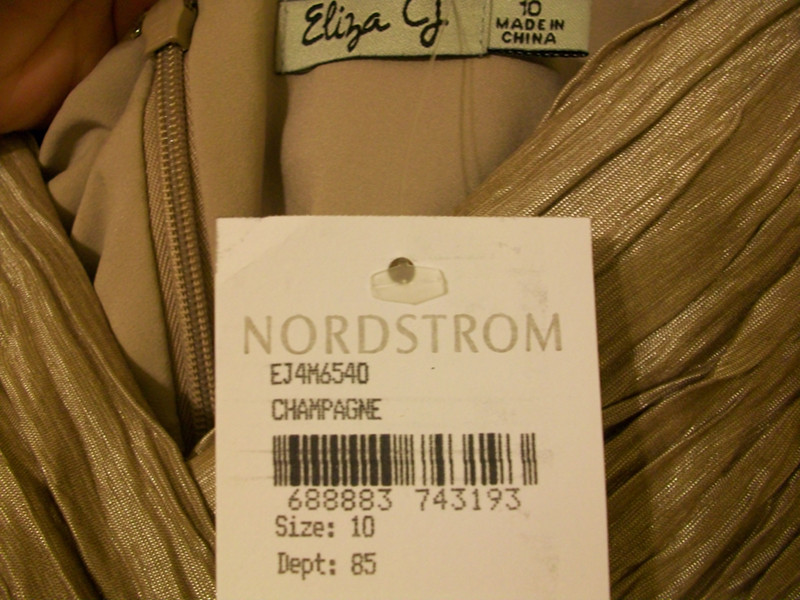 Eliza J.
10
MADE IN
CHINA
NORDSTROM
EJ4M6540
CHAMPAGNE
688883 743193
Size: 10
Dept: 85